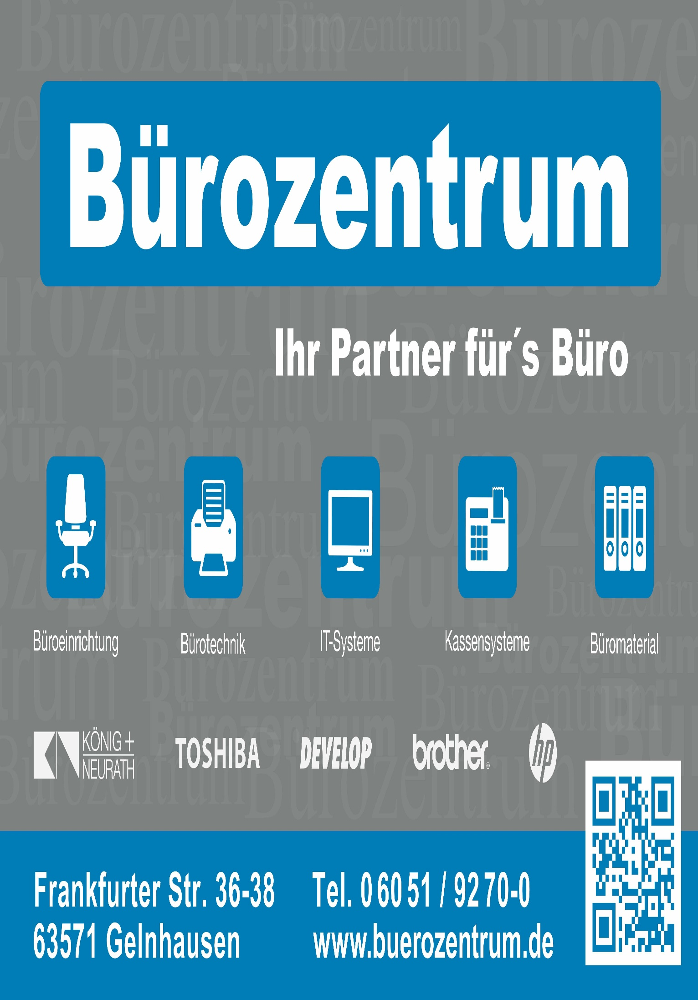 Bürozentrum
Ihr Partner für´s Büro
Büroeinrichtung
Bürotechnik
IT-Systeme
Kassensysteme
Büromaterial
KÖNIG +
NEURATH
TOSHIBA
DEVELOP
brother®
hp
Frankfurter Str. 36-38
63571 Gelnhausen
Tel. 0 60 51 / 92 70-0
www.buerozentrum.de